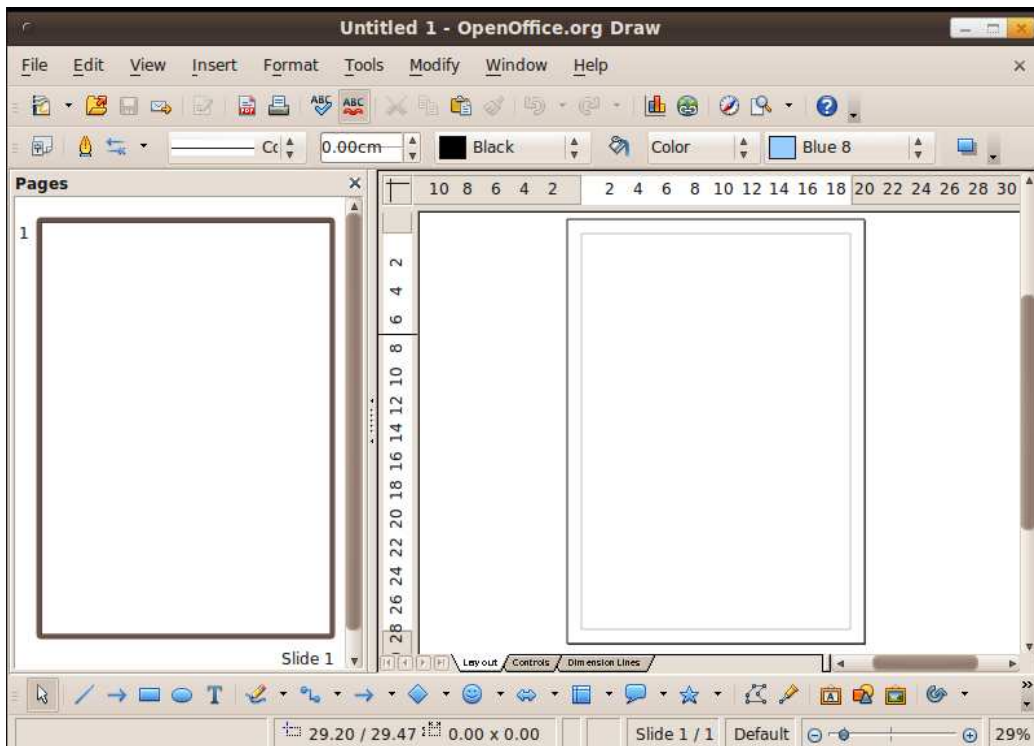 Untitled 1 - OpenOffice.org Draw
File Edit View Insert Format Tools Modify Window Help
ABC ABC
0.00cm Black Color Blue 8
Pages
10 8 6 4 2 2 4 6 8 10 12 14 16 18 20 22 24 26 28 30
1
2
4
6
8
10
12
14
16
18
20
22
24
26
28
Slide 1
Layout Controls Dimension Lines
29.20 / 29.47 0.00 x 0.00 Slide 1 / 1 Default 29%